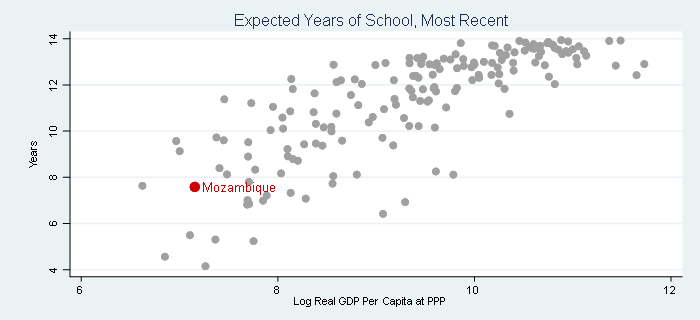 Expected Years of School, Most Recent
14
12
10
8
6
4
Years
Mozambique
6 8 10 12
Log Real GDP Per Capita at PPP